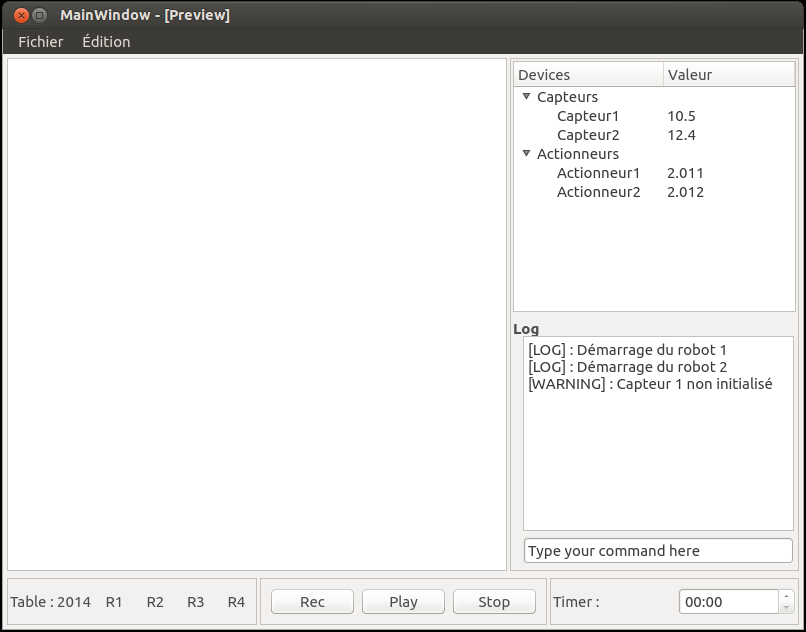 MainWindow - [Preview]
Fichier Édition
Devices Valeur
Capteurs
Capteur1 10.5
Capteur2 12.4
Actionneurs
Actionneur1 2.011
Actionneur2 2.012
Log
[LOG] : Démarrage du robot 1
[LOG] : Démarrage du robot 2
[WARNING] : Capteur 1 non initialisé
Type your command here
Table : 2014 R1 R2 R3 R4 Rec Play Stop Timer : 00:00